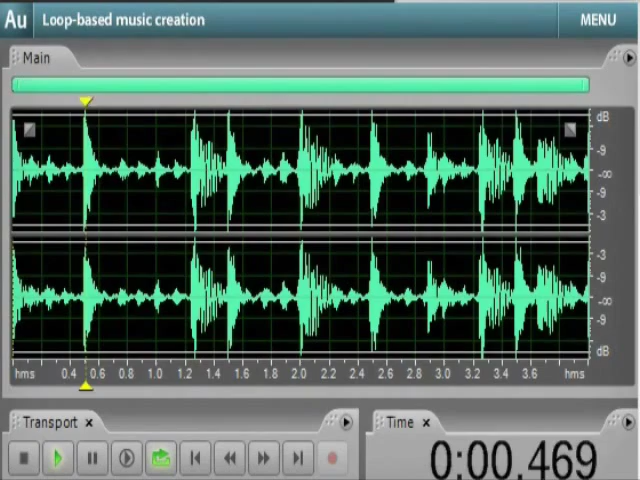 Au Loop-based music creation MENU
Main
dB
-9
-∞
-9
-3
-3
-9
-∞
-9
dB
hms 0.4 0.6 0.8 1.0 1.2 1.4 1.6 1.8 2.0 2.2 2.4 2.6 2.8 3.0 3.2 3.4 3.6 hms
Transport x Time x
0:00.469